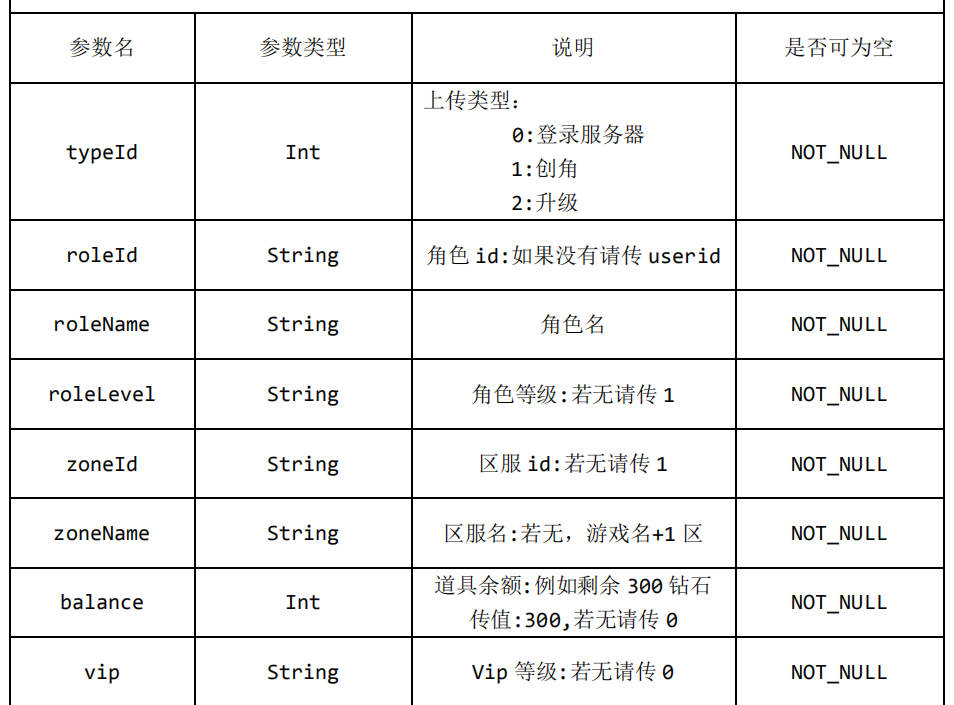 参数名 参数类型 说明 是否可为空
上传类型：
0:登录服务器
typeId Int 1:创角 NOT_NULL
2:升级
roleId String 角色 id:如果没有请传 userid NOT_NULL
roleName String 角色名 NOT_NULL
roleLevel String 角色等级:若无请传 1 NOT_NULL
zoneId String 区服 id:若无请传 1 NOT_NULL
zoneName String 区服名:若无，游戏名+1 区 NOT_NULL
道具余额:例如剩余 300 钻石
balance Int 传值:300,若无请传 0 NOT_NULL
vip String Vip 等级:若无请传 0 NOT_NULL